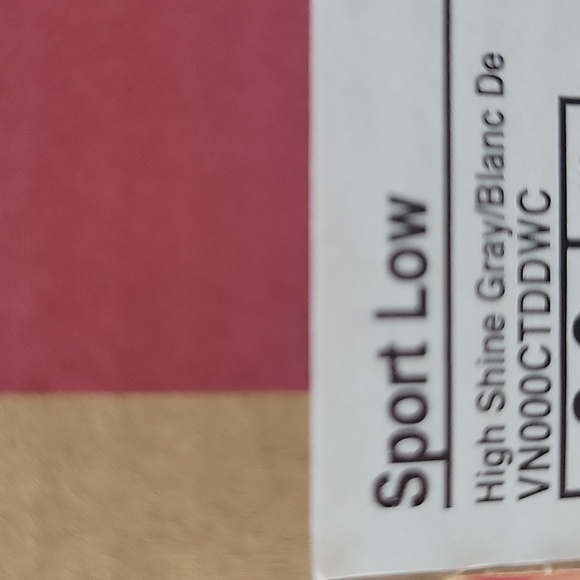 Sport Low
High Shine Gray/Blanc De
VN000CTDDWC